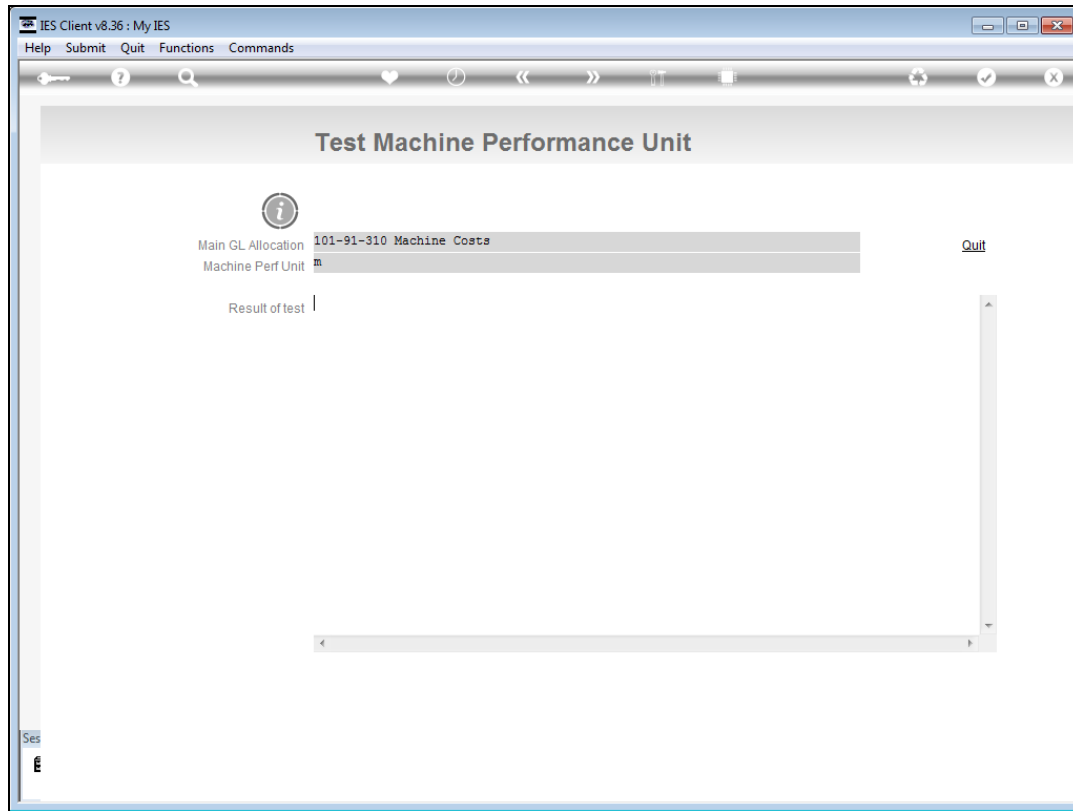 IES Client v8.36 : My IES
Help Submit Quit Functions Commands
Test Machine Performance Unit
Main GL Allocation 101-91-310 Machine Costs Quit
Machine Perf Unit m
Result of test
Ses